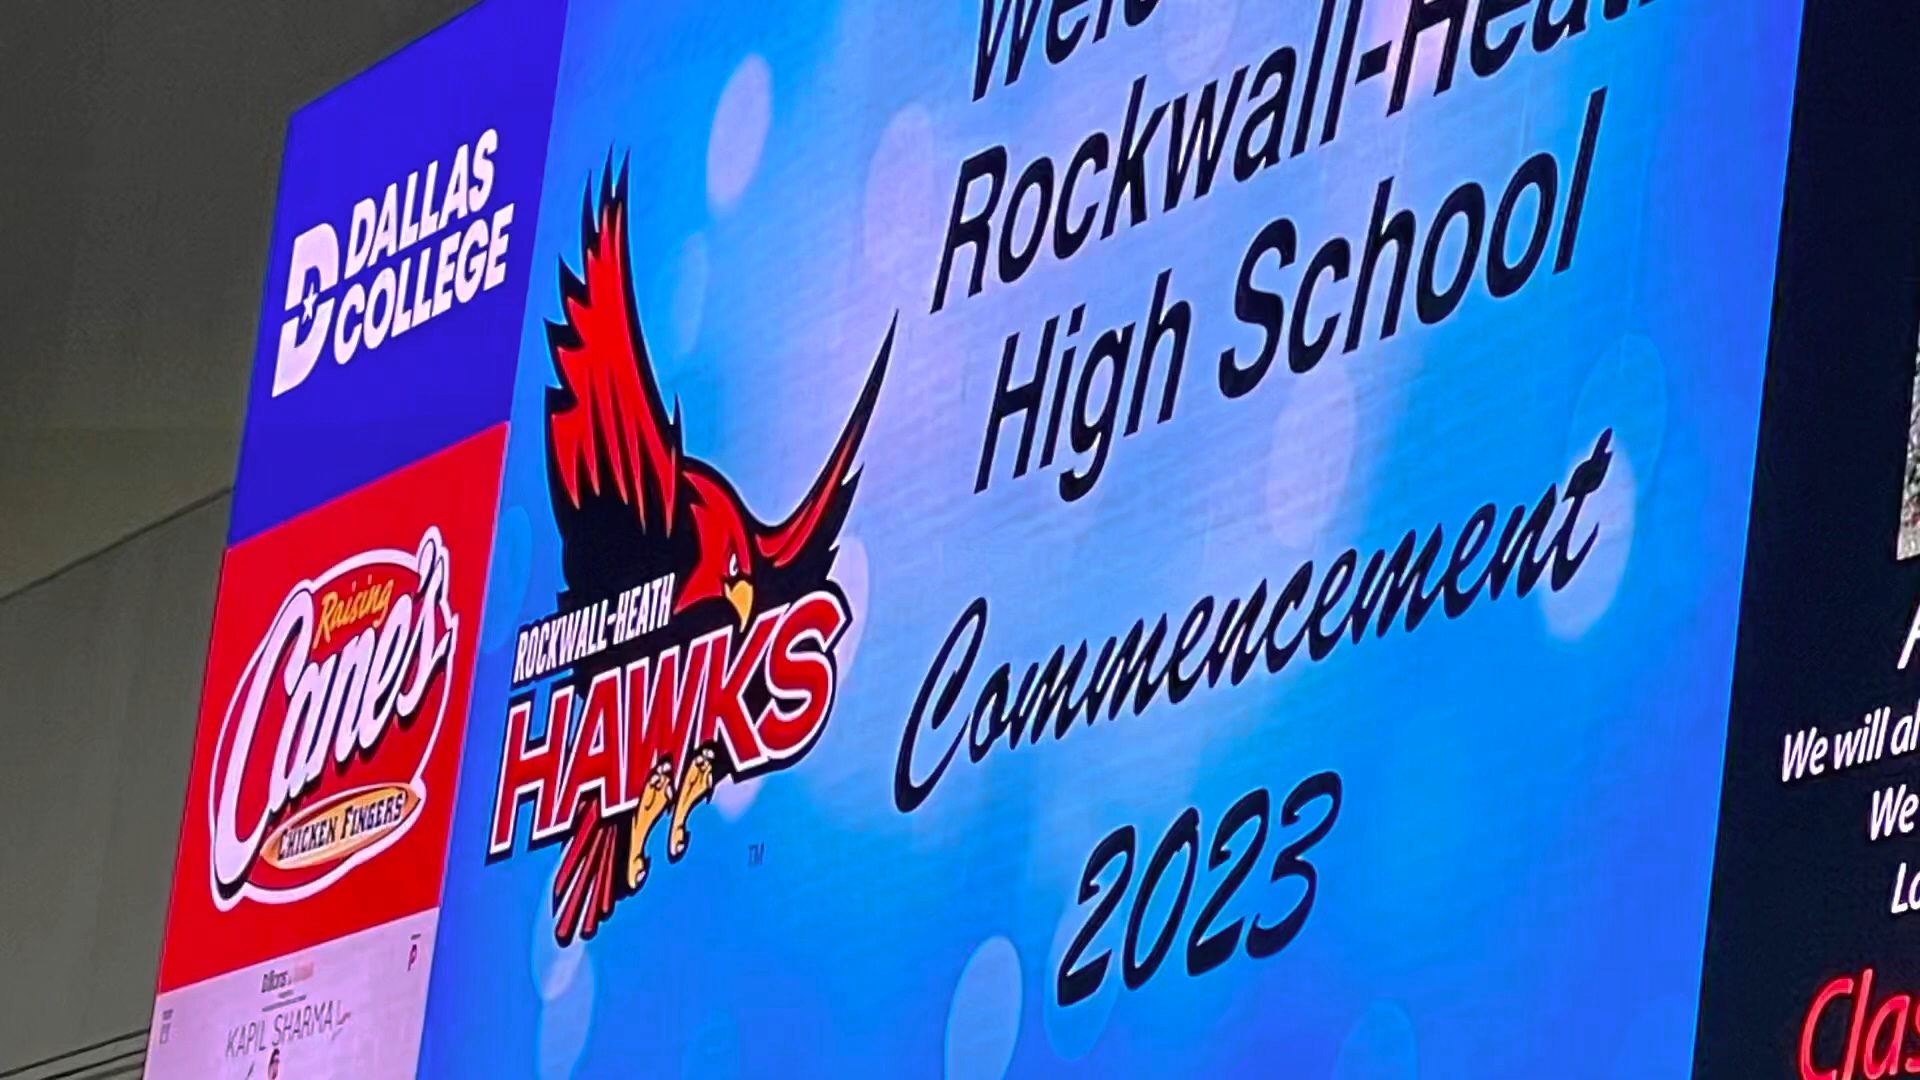 DALLAS
COLLEGE
Raising
Cane's
CHICKEN FINGERS
KAPIL SHARMA
Rockwall-Heath
High School
Commencement
2023
ROCKWALL-HEATH
HAWKS
TM
We will
We